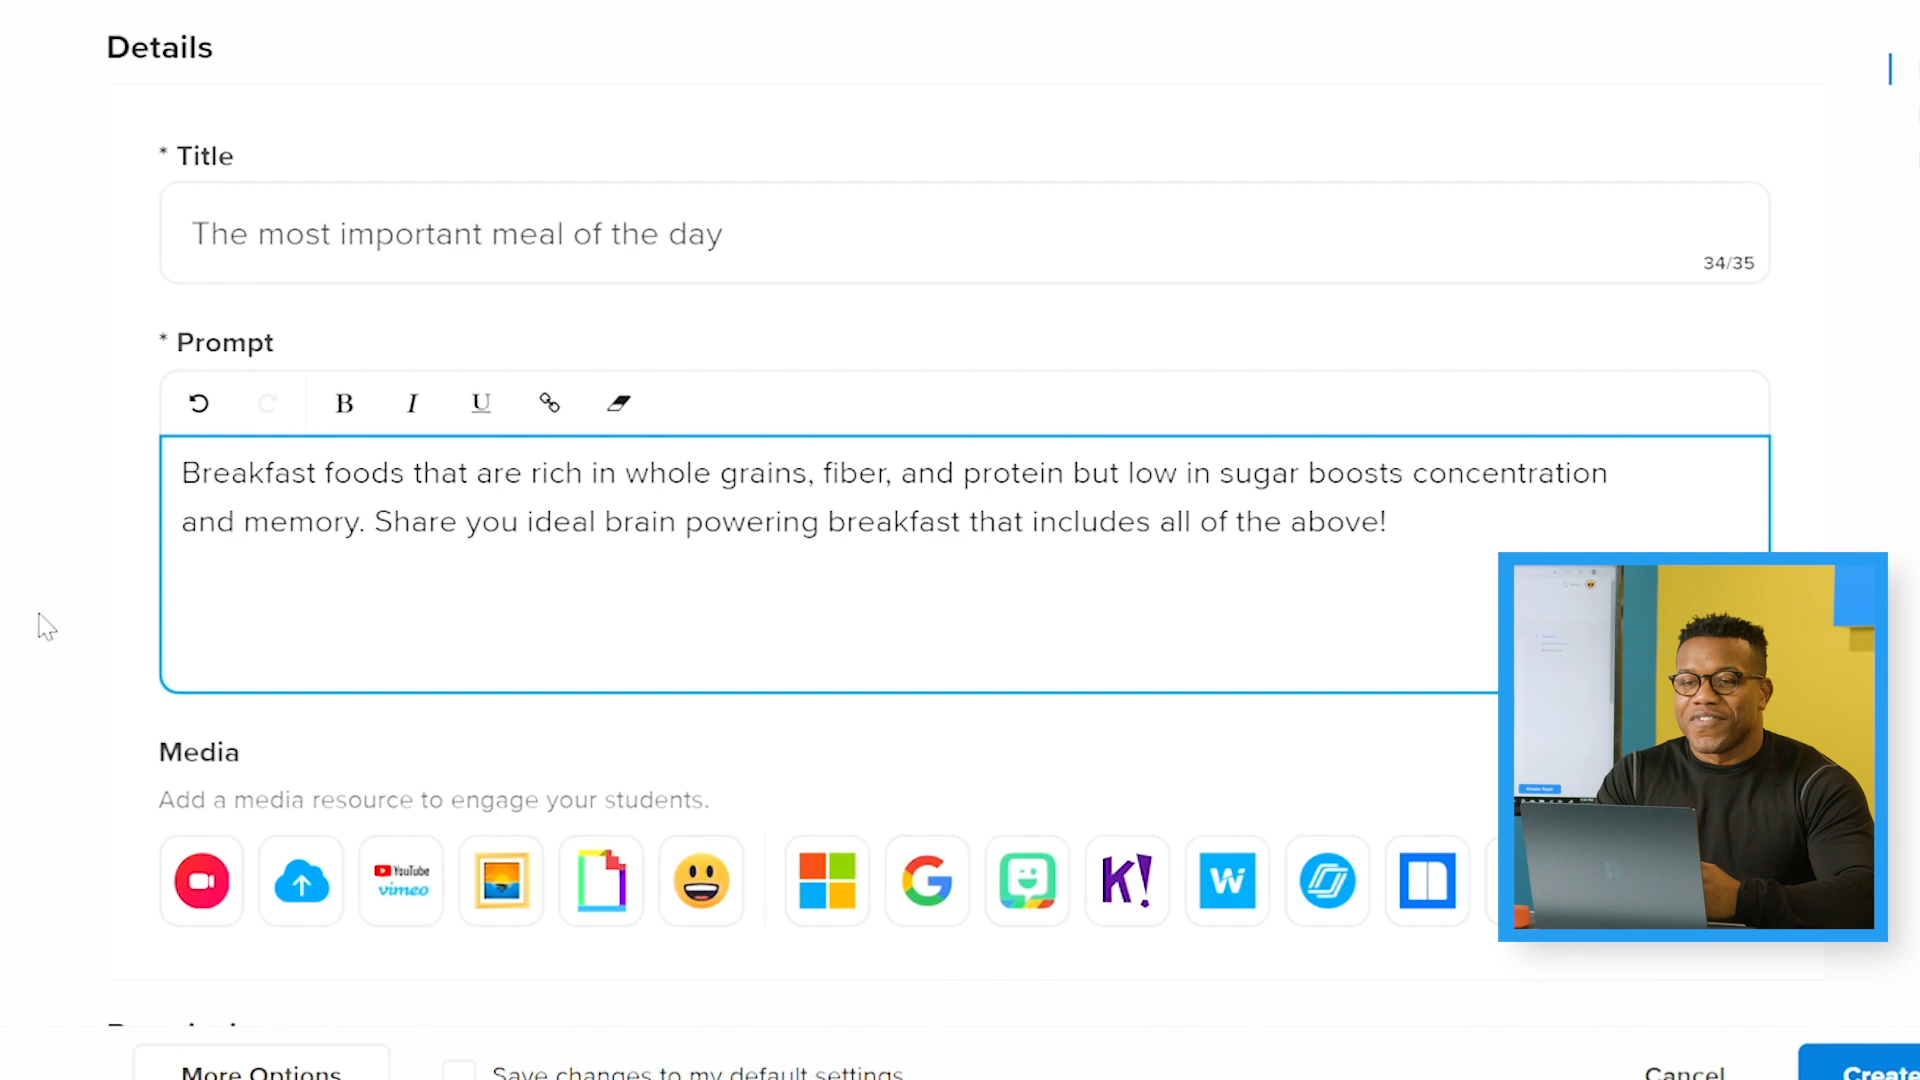 Details
* Title
The most important meal of the day
34/35
* Prompt
B I U
Breakfast foods that are rich in whole grains, fiber, and protein but low in sugar boosts concentration
and memory. Share you ideal brain powering breakfast that includes all of the above!
Media
Add a media resource to engage your students.
YouTube
vimeo
K!
W
More Options
Save changes to my default settings
Cancel
Create